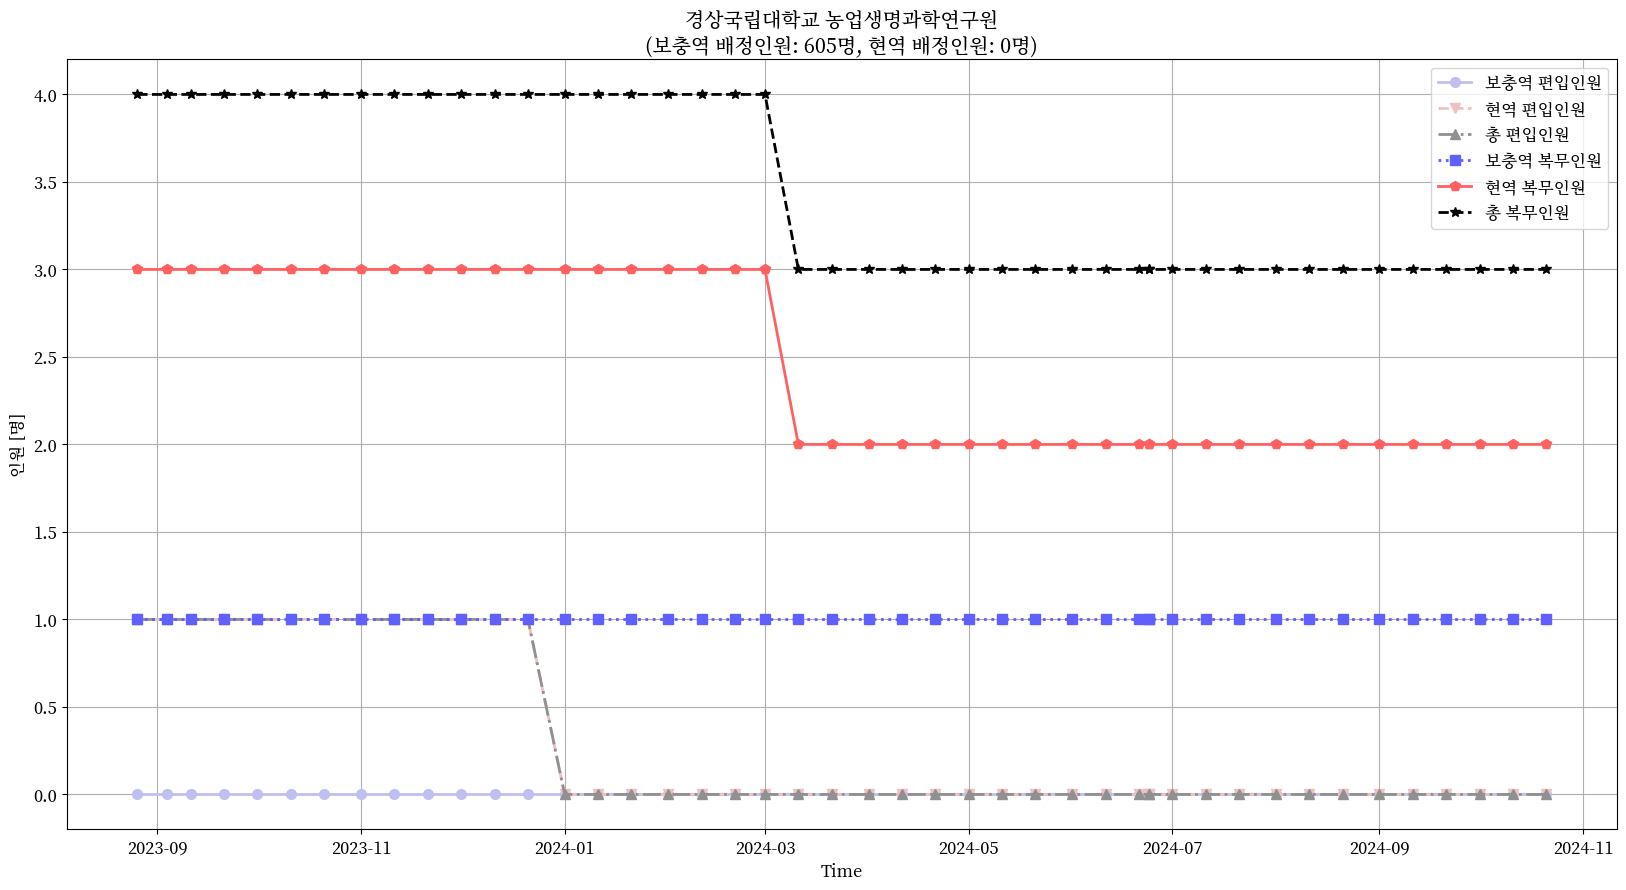 경상국립대학교 농업생명과학연구원
(보충역 배정인원: 605명, 현역 배정인원: 0명)
보충역 편입인원
현역 편입인원
총 편입인원
보충역 복무인원
현역 복무인원
총 복무인원
인원 [명]
4.0
3.5
3.0
2.5
2.0
1.5
1.0
0.5
0.0
2023-09
2023-11
2024-01
2024-03
2024-05
2024-07
2024-09
2024-11
Time